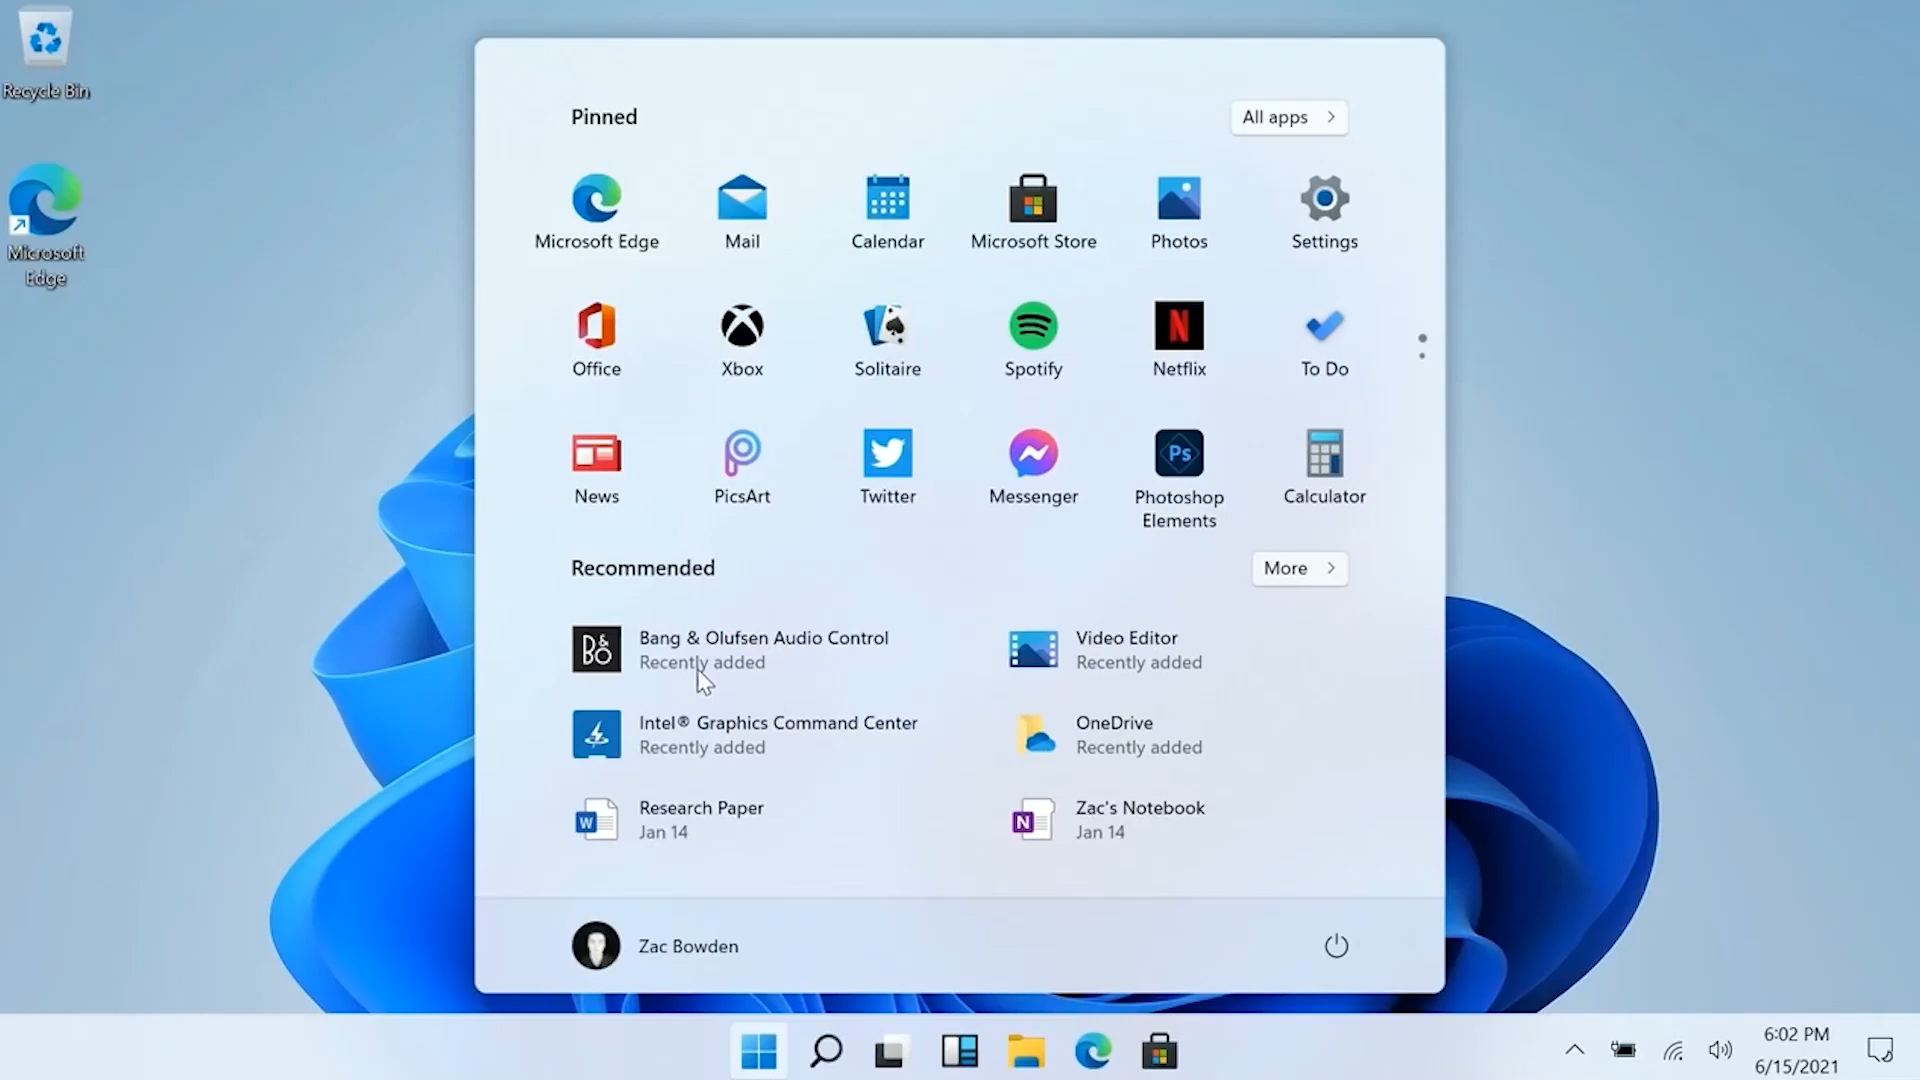 Recycle Bin
Microsoft
Edge
Pinned
All apps
Microsoft Edge
Mail
Calendar
Microsoft Store
Photos
Settings
Office
Xbox
Solitaire
Spotify
Netflix
To Do
News
PicsArt
Twitter
Messenger
Ps
Photoshop
Elements
Calculator
Recommended
More
B&O
Bang & Olufsen Audio Control
Recently added
Video Editor
Recently added
Intel® Graphics Command Center
Recently added
OneDrive
Recently added
W
Research Paper
Jan 14
N
Zac's Notebook
Jan 14
Zac Bowden
6:02 PM
6/15/2021